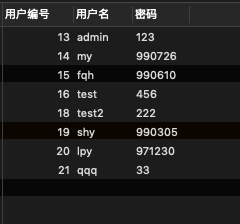 用户编号 用户名 密码
13 admin 123
14 my 990726
15 fqh 990610
16 test 456
18 test2 222
19 shy 990305
20 lpy 971230
21 qqq 33